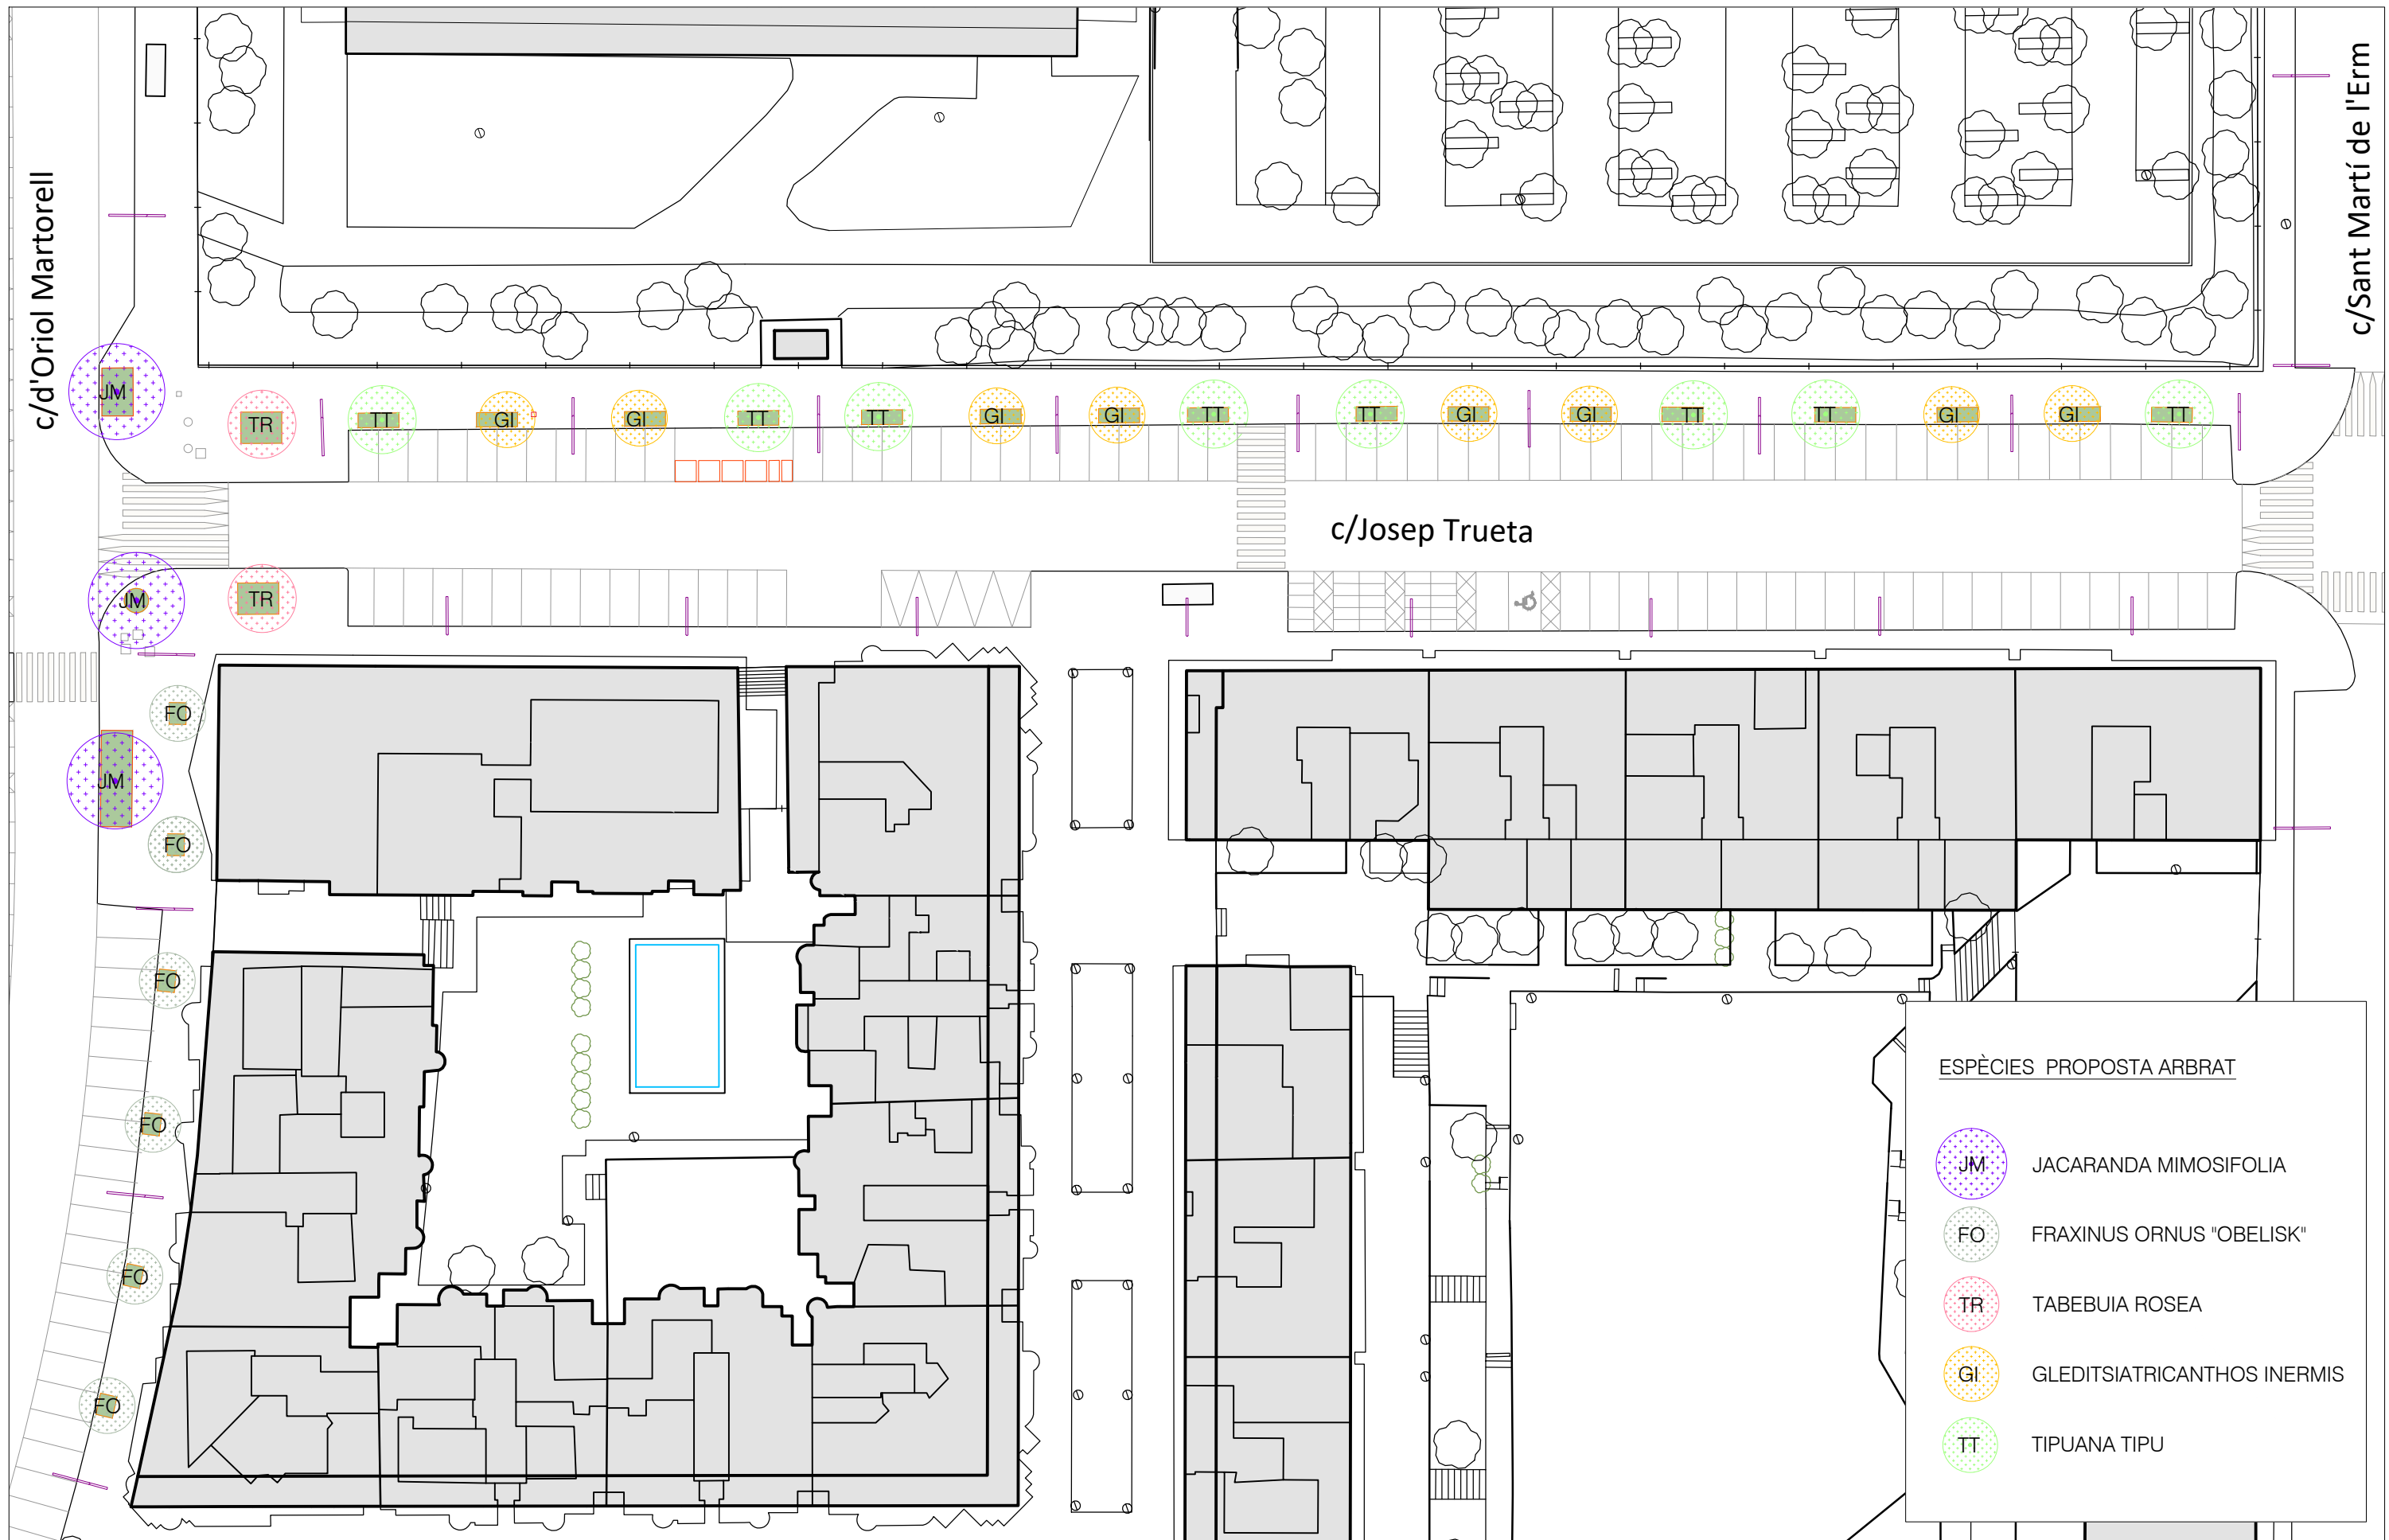 c/d'Oriol Martorell
c/Sant Martí de l'Erm
JM
TR
TT
GI
GI
TT
TT
GI
GI
TT
TT
GI
GI
TT
TT
GI
GI
TT
c/Josep Trueta
JM
TR
FO
JM
FO
FO
FO
FO
FO
ESPÈCIES PROPOSTA ARBRAT
JM JACARANDA MIMOSIFOLIA
FO FRAXINUS ORNUS "OBELISK"
TR TABEBUIA ROSEA
GI GLEDITSIATRICANTHOS INERMIS
TT TIPUANA TIPU